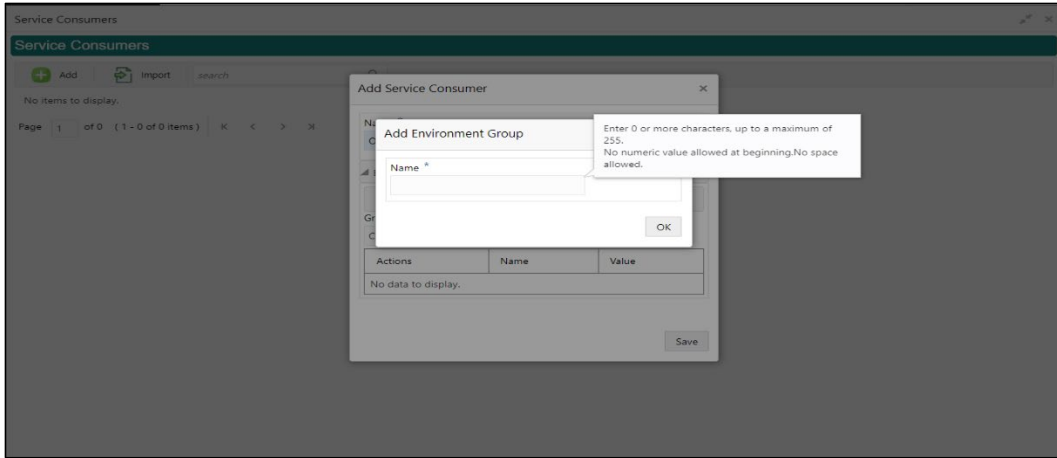 Service Consumers
Service Consumers
Add Import search
No items to display.
Page 1 of 0 (1 - 0 of 0 items) K < > Ж
Add Service Consumer ×
Add Environment Group
Name *
Enter 0 or more characters, up to a maximum of
255.
No numeric value allowed at beginning.No space
allowed.
OK
Actions Name Value
No data to display.
Save